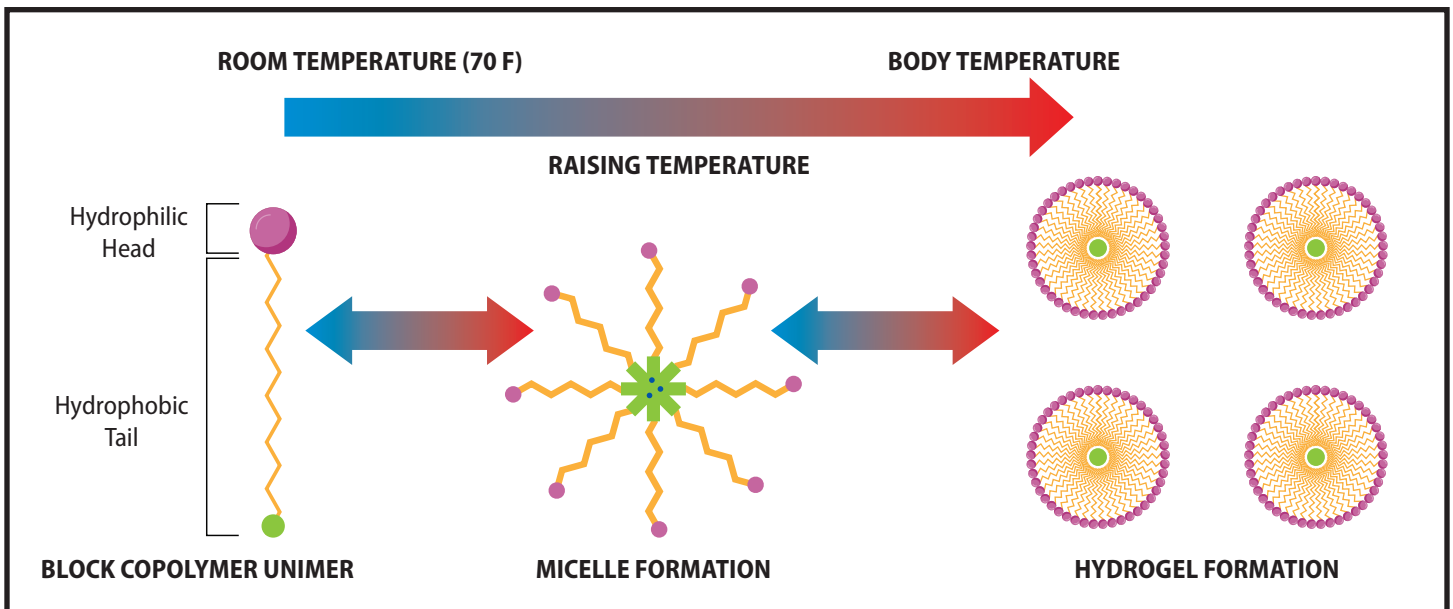 ROOM TEMPERATURE (70 F)
BODY TEMPERATURE
RAISING TEMPERATURE
Hydrophilic
Head
Hydrophobic
Tail
BLOCK COPOLYMER UNIMER
MICELLE FORMATION
HYDROGEL FORMATION